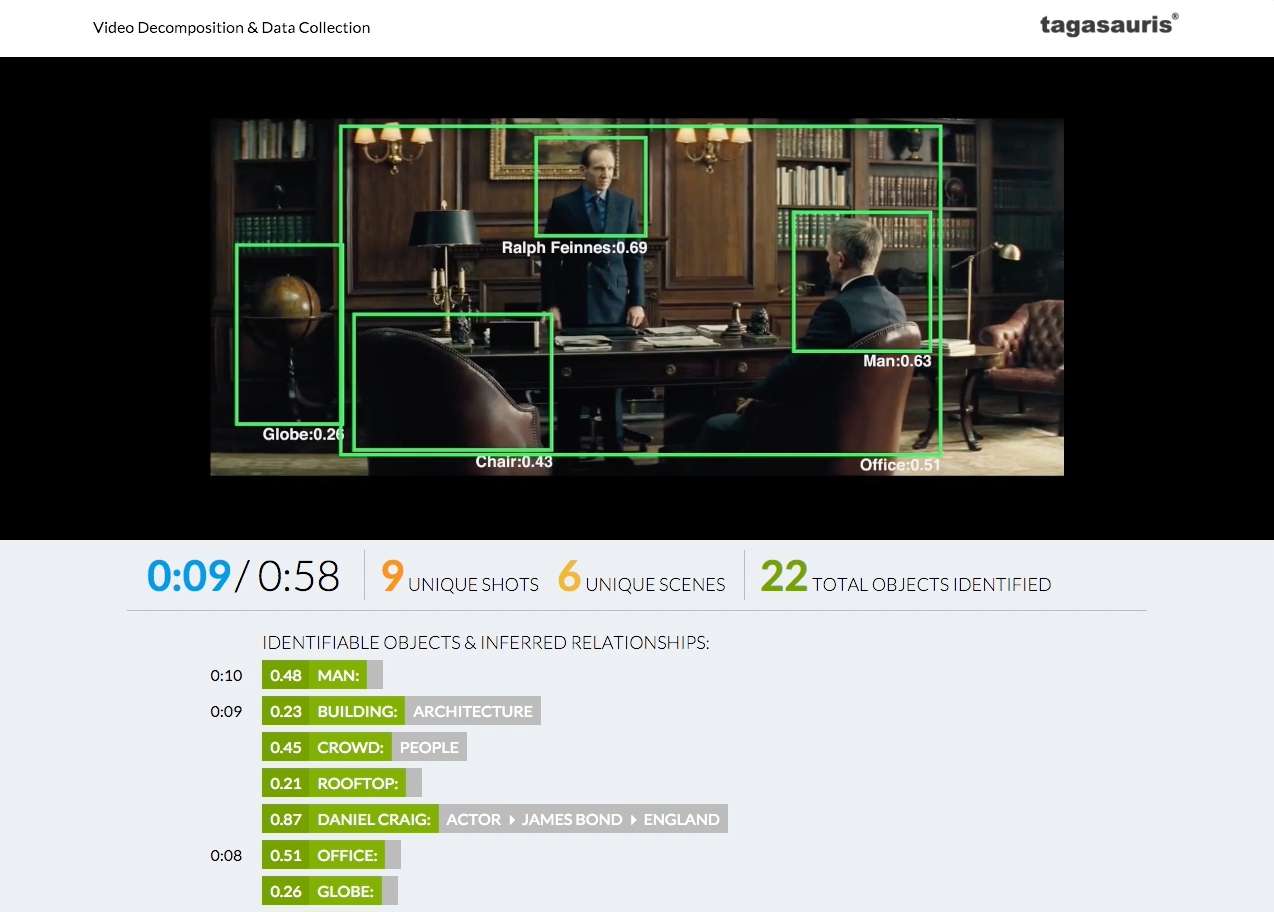 Video Decomposition & Data Collection
tagasauris®
Ralph Feinnes:0.69
Man:0.63
Globe:0.26
Chair:0.43
Office:0.51
0:09/ 0:58 9 UNIQUE SHOTS 6 UNIQUE SCENES 22 TOTAL OBJECTS IDENTIFIED
IDENTIFIABLE OBJECTS & INFERRED RELATIONSHIPS:
0:10 0.48 MAN:
0:09 0.23 BUILDING: ARCHITECTURE
0.45 CROWD: PEOPLE
0.21 ROOFTOP:
0.87 DANIEL CRAIG: ACTOR ▸ JAMES BOND ▸ ENGLAND
0:08 0.51 OFFICE:
0.26 GLOBE: